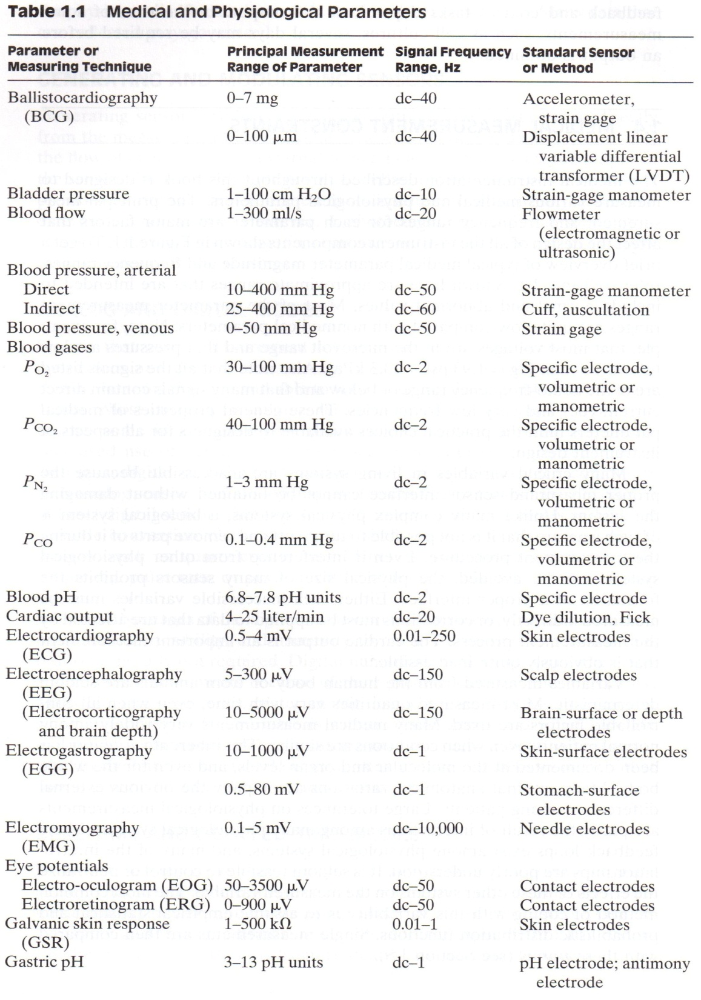 Table 1.1 Medical and Physiological Parameters
Parameter or Measuring Technique Principal Measurement Range of Parameter Signal Frequency Range, Hz Standard Sensor or Method
Ballistocardiography 0–7 mg dc–40 Accelerometer,
(BCG) strain gage
0–100 μm dc–40 Displacement linear
variable differential
transformer (LVDT)
Bladder pressure 1–100 cm H₂O dc–10 Strain-gage manometer
Blood flow 1–300 ml/s dc–20 Flowmeter
(electromagnetic or
ultrasonic)
Blood pressure, arterial
Direct 10–400 mm Hg dc–50 Strain-gage manometer
Indirect 25–400 mm Hg dc–60 Cuff, auscultation
Blood pressure, venous 0–50 mm Hg dc–50 Strain gage
Blood gases
P_O₂ 30–100 mm Hg dc–2 Specific electrode,
volumetric or
manometric
P_CO₂ 40–100 mm Hg dc–2 Specific electrode,
volumetric or
manometric
P_N₂ 1–3 mm Hg dc–2 Specific electrode,
volumetric or
manometric
P_CO 0.1–0.4 mm Hg dc–2 Specific electrode,
volumetric or
manometric
Blood pH 6.8–7.8 pH units dc–2 Specific electrode
Cardiac output 4–25 liter/min dc–20 Dye dilution, Fick
Electrocardiography 0.5–4 mV 0.01–250 Skin electrodes
(ECG)
Electroencephalography 5–300 μV dc–150 Scalp electrodes
(EEG)
(Electrocorticography 10–5000 μV dc–150 Brain-surface or depth
and brain depth) electrodes
Electrogastrography 10–1000 μV dc–1 Skin-surface electrodes
(EGG)
0.5–80 mV dc–1 Stomach-surface
electrodes
Electromyography 0.1–5 mV dc–10,000 Needle electrodes
(EMG)
Eye potentials
Electro-oculogram (EOG) 50–3500 μV dc–50 Contact electrodes
Electroretinogram (ERG) 0–900 μV dc–50 Contact electrodes
Galvanic skin response 1–500 kΩ 0.01–1 Skin electrodes
(GSR)
Gastric pH 3–13 pH units dc–1 pH electrode; antimony
electrode